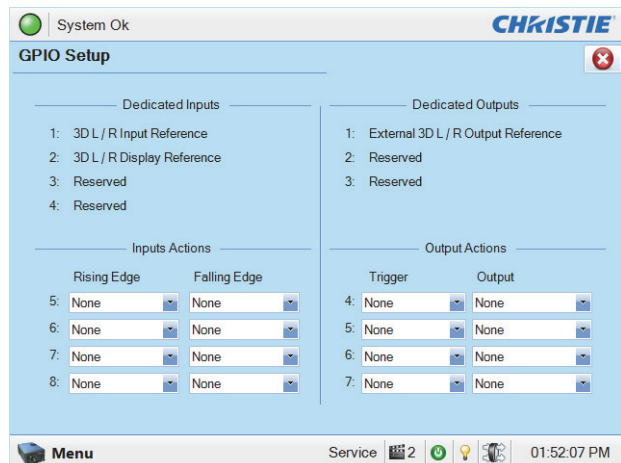 System Ok
CHRISTIE
GPIO Setup
Dedicated Inputs
1: 3D L / R Input Reference
2: 3D L / R Display Reference
3: Reserved
4: Reserved
Dedicated Outputs
1: External 3D L / R Output Reference
2: Reserved
3: Reserved
Inputs Actions
Rising Edge Falling Edge
5: None None
6: None None
7: None None
8: None None
Output Actions
Trigger Output
4: None None
5: None None
6: None None
7: None None
Menu
Service 2 01:52:07 PM